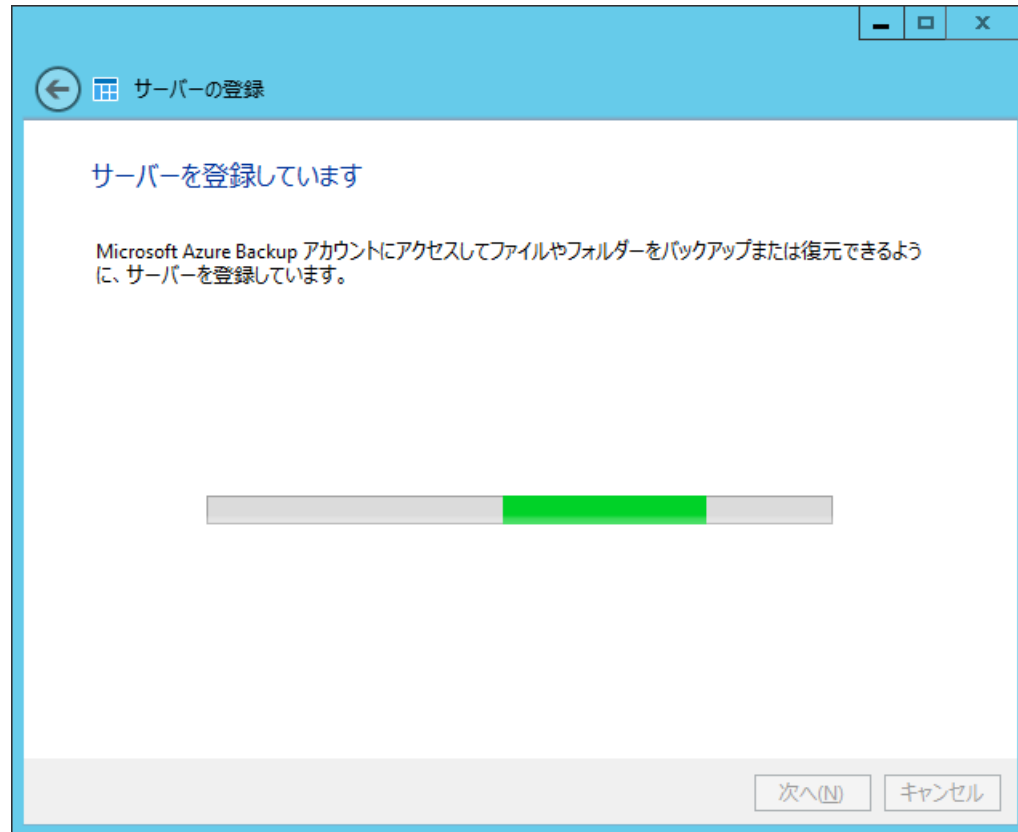 サーバーの登録
サーバーを登録しています
Microsoft Azure Backup アカウントにアクセスしてファイルやフォルダーをバックアップまたは復元できるよう
に、サーバーを登録しています。
次へ(N)
キャンセル